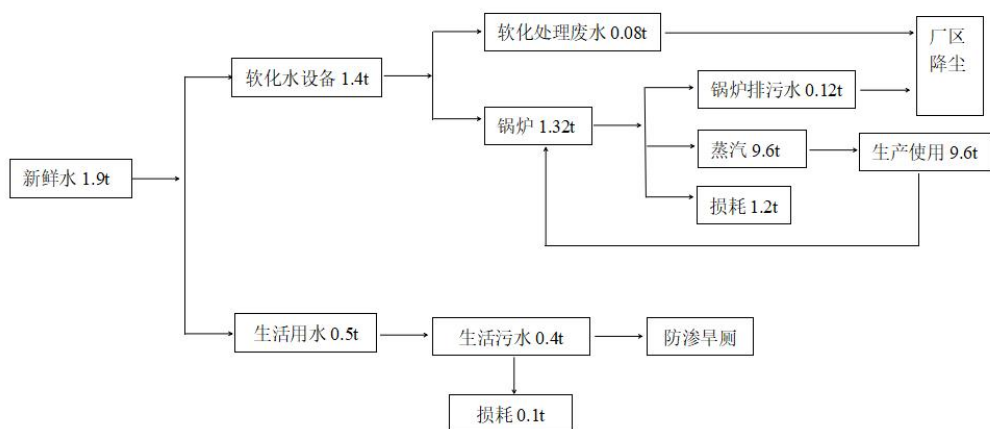 软化处理废水 0.08t
厂区
降尘
软化水设备 1.4t
锅炉排污水 0.12t
锅炉 1.32t
蒸汽 9.6t
生产使用 9.6t
新鲜水 1.9t
损耗 1.2t
生活用水 0.5t
生活污水 0.4t
防渗旱厕
损耗 0.1t